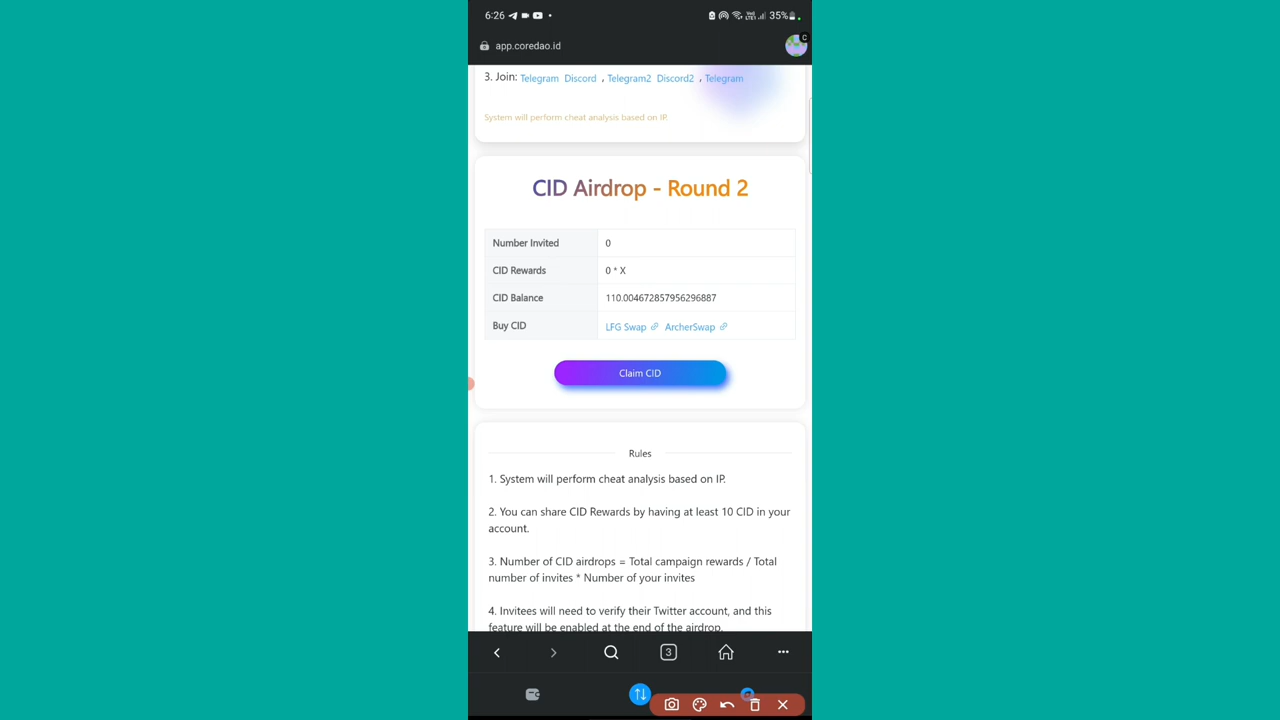 6:26
35%
app.coredao.id
C
3. Join: Telegram Discord , Telegram2 Discord2 , Telegram
System will perform cheat analysis based on IP.
CID Airdrop - Round 2
Number Invited 0
CID Rewards 0 * X
CID Balance 110.004672857956296887
Buy CID LFG Swap ArcherSwap
Claim CID
Rules
1. System will perform cheat analysis based on IP.
2. You can share CID Rewards by having at least 10 CID in your
account.
3. Number of CID airdrops = Total campaign rewards / Total
number of invites * Number of your invites
4. Invitees will need to verify their Twitter account, and this
feature will be enabled at the end of the airdrop.
3